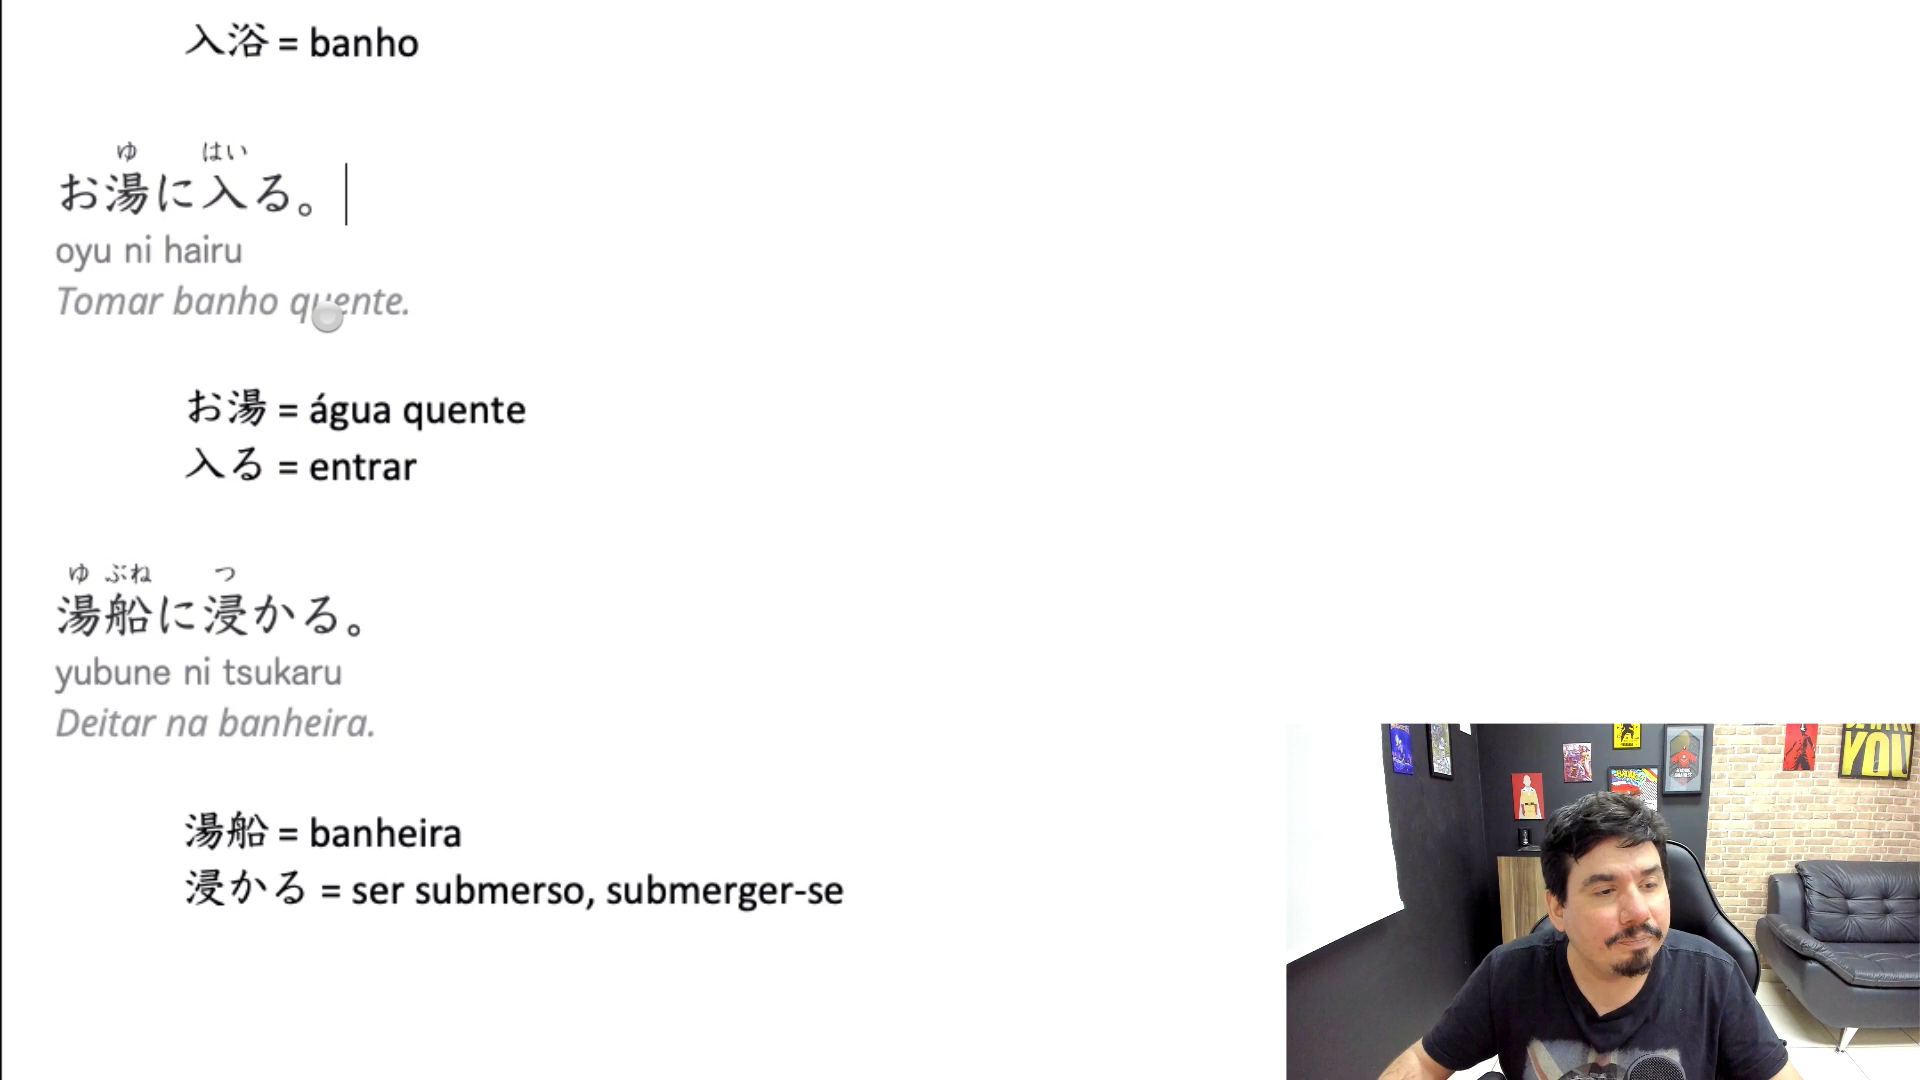 入浴 = banho
ゆ はい
お湯に入る。
oyu ni hairu
Tomar banho quente.
お湯 = água quente
入る = entrar
ゆ ぶね つ
湯船に浸かる。
yubune ni tsukaru
Deitar na banheira.
湯船 = banheira
浸かる = ser submerso, submerger-se
YOU